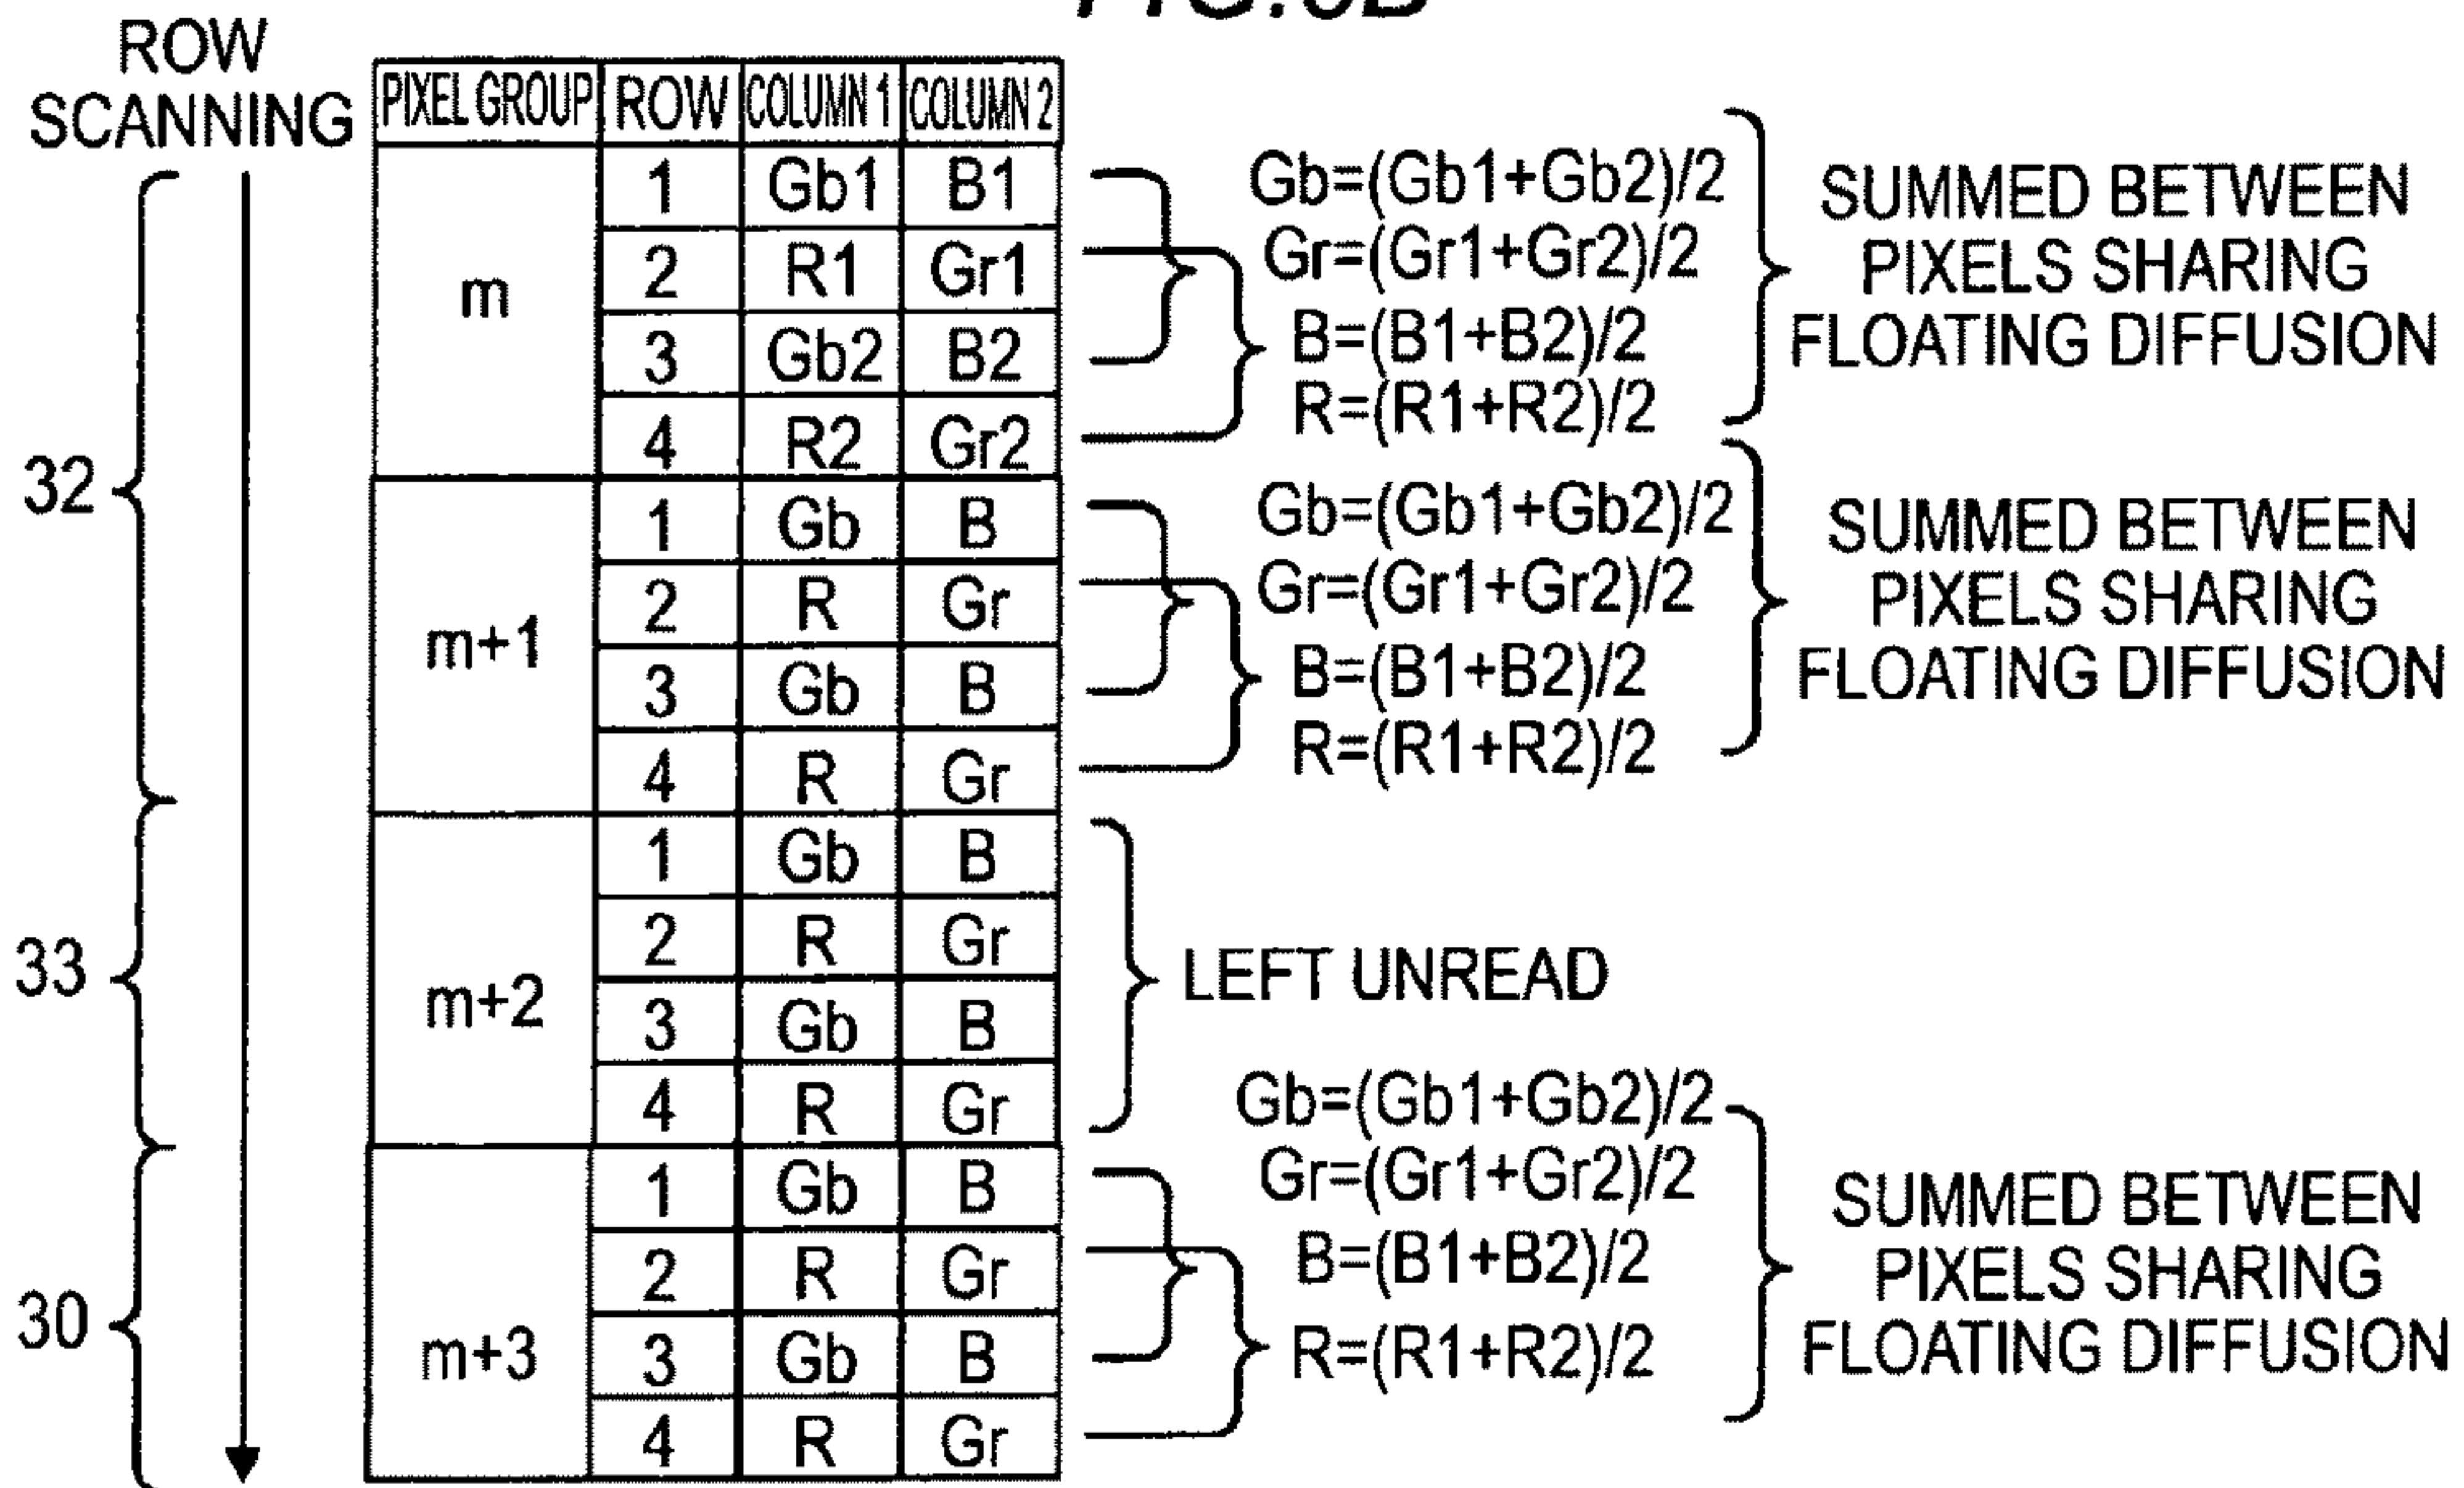 ROW
SCANNING
PIXEL GROUP ROW COLUMN 1 COLUMN 2
m
1 Gb1 B1
2 R1 Gr1
3 Gb2 B2
4 R2 Gr2
Gb=(Gb1+Gb2)/2
Gr=(Gr1+Gr2)/2
B=(B1+B2)/2
R=(R1+R2)/2
SUMMED BETWEEN
PIXELS SHARING
FLOATING DIFFUSION
32
m+1
1 Gb B
2 R Gr
3 Gb B
4 R Gr
Gb=(Gb1+Gb2)/2
Gr=(Gr1+Gr2)/2
B=(B1+B2)/2
R=(R1+R2)/2
SUMMED BETWEEN
PIXELS SHARING
FLOATING DIFFUSION
33
m+2
1 Gb B
2 R Gr
3 Gb B
4 R Gr
LEFT UNREAD
30
m+3
1 Gb B
2 R Gr
3 Gb B
4 R Gr
Gb=(Gb1+Gb2)/2
Gr=(Gr1+Gr2)/2
B=(B1+B2)/2
R=(R1+R2)/2
SUMMED BETWEEN
PIXELS SHARING
FLOATING DIFFUSION